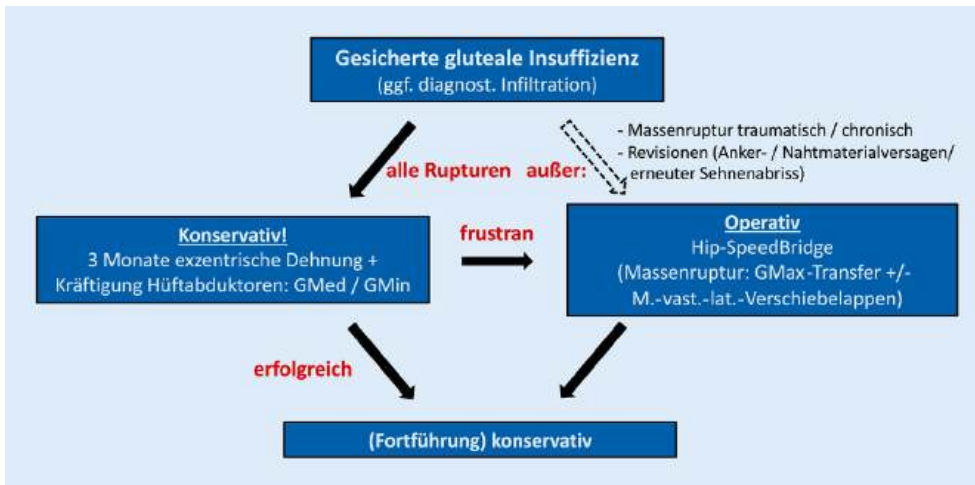 Gesicherte gluteale Insuffizienz
(ggf. diagnost. Infiltration)
- Massenruptur traumatisch / chronisch
- Revisionen (Anker- / Nahtmaterialversagen/
erneuter Sehnenabriss)
alle Rupturen außer:
Konservativ!
3 Monate exzentrische Dehnung +
Kräftigung Hüftabduktoren: GMed / GMin
frustran
Operativ
Hip-SpeedBridge
(Massenruptur: GMax-Transfer +/-
M.-vast.-lat.-Verschiebelappen)
erfolgreich
(Fortführung) konservativ